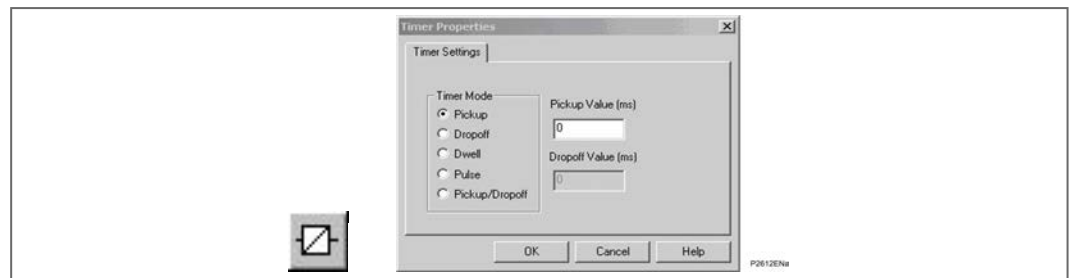 Timer Properties
Timer Settings
Timer Mode
Pickup
Dropoff
Dwell
Pulse
Pickup/Dropoff
Pickup Value (ms)
0
Dropoff Value (ms)
0
OK
Cancel
Help
P2612ENa